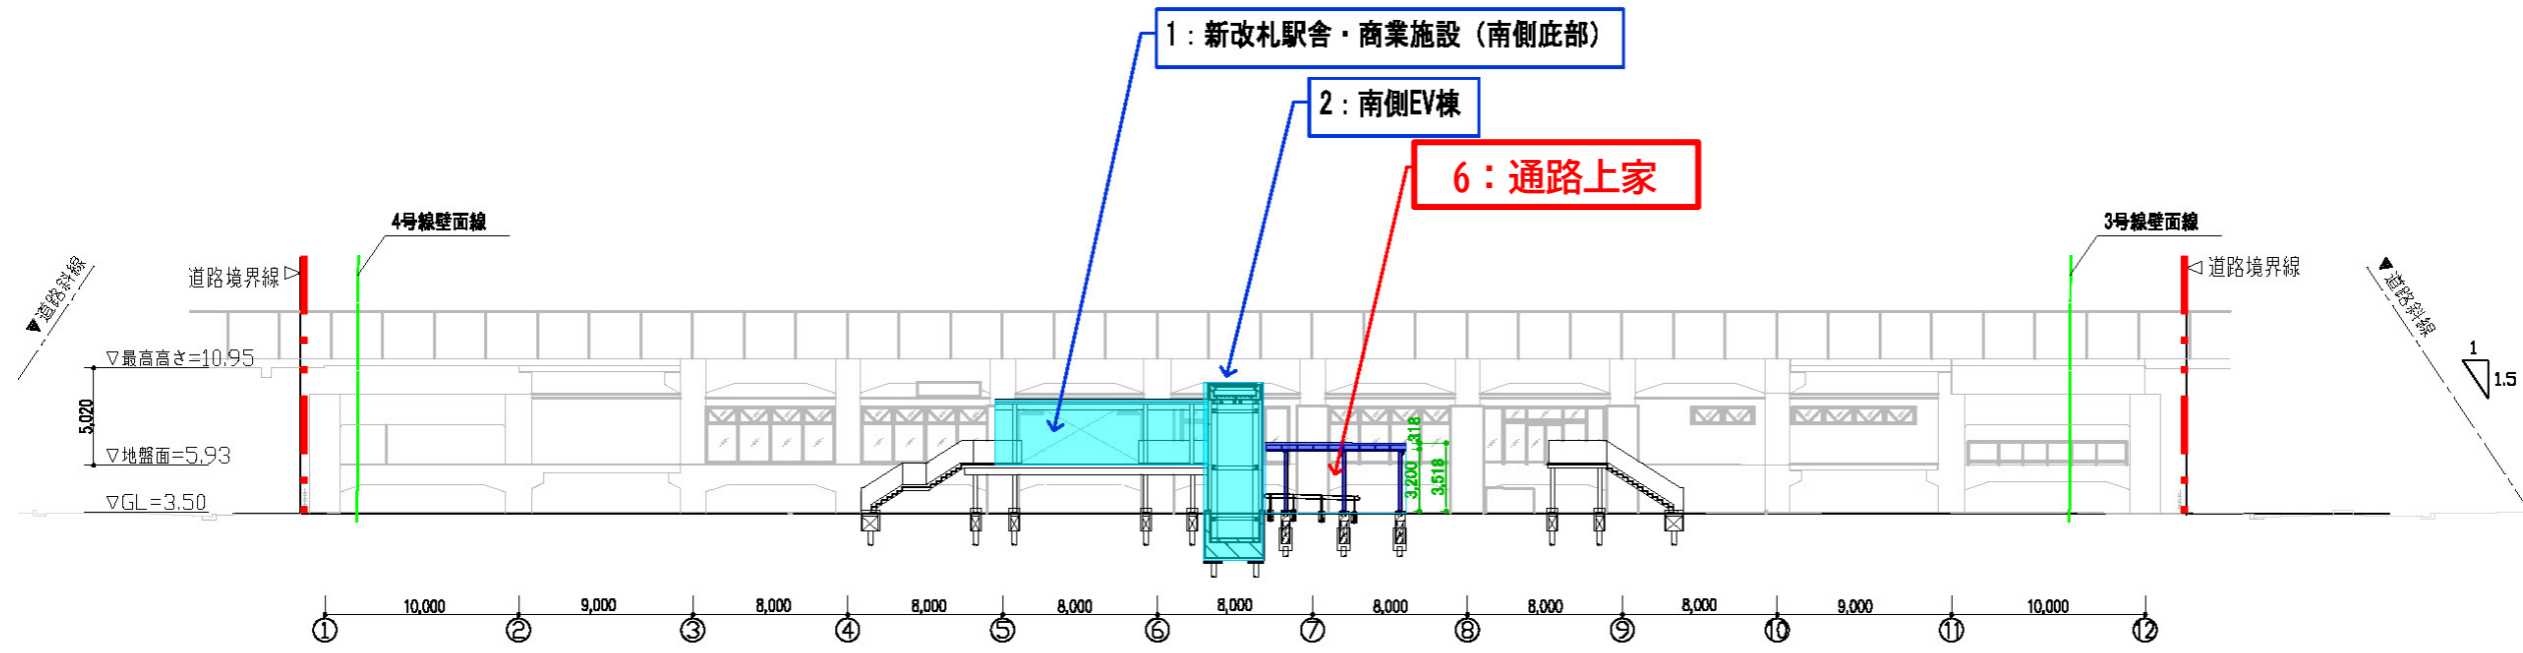 1：新改札駅舎・商業施設（南側庇部）
2：南側EV棟
6：通路上家
4号線壁面線
3号線壁面線
道路境界線
道路境界線
▼道路斜線
▼道路斜線
▽最高高さ=10.95
5,020
▽地盤面=5.93
▽GL=3.50
318
3,200
3,518
1
1.5
10,000 9,000 8,000 8,000 8,000 8,000 8,000 8,000 8,000 9,000 10,000
① ② ③ ④ ⑤ ⑥ ⑦ ⑧ ⑨ ⑩ ⑪ ⑫